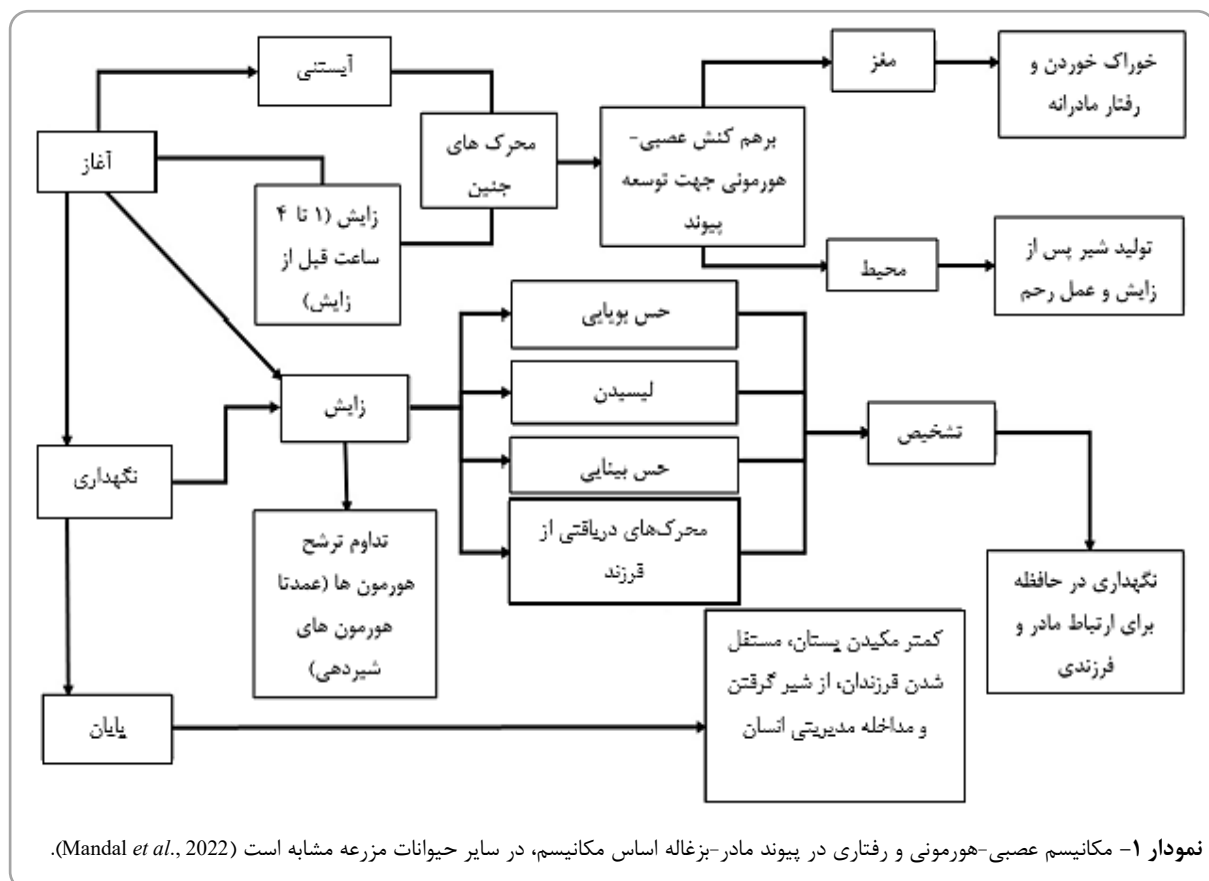 آغاز
آبستنی
زایش (۱ تا ۴
ساعت قبل از
زایش)
محرک های
جنین
برهم کنش عصبی-
هورمونی جهت توسعه
پیوند
مغز
خوراک خوردن و
رفتار مادرانه
محیط
تولید شیر پس از
زایش و عمل رحم
نگهداری
زایش
تداوم ترشح
هورمون ها (عمدتا
هورمون های
شیردهی)
حس بویایی
لیسیدن
حس بینایی
محرک‌های دریافتی از
فرزند
تشخیص
نگهداری در حافظه
برای ارتباط مادر و
فرزندی
پایان
کمتر مکیدن پستان، مستقل
شدن فرزندان، از شیر گرفتن
و مداخله مدیریتی انسان
نمودار ۱- مکانیسم عصبی-هورمونی و رفتاری در پیوند مادر-بزغاله اساس مکانیسم، در سایر حیوانات مزرعه مشابه است (Mandal et al., 2022).